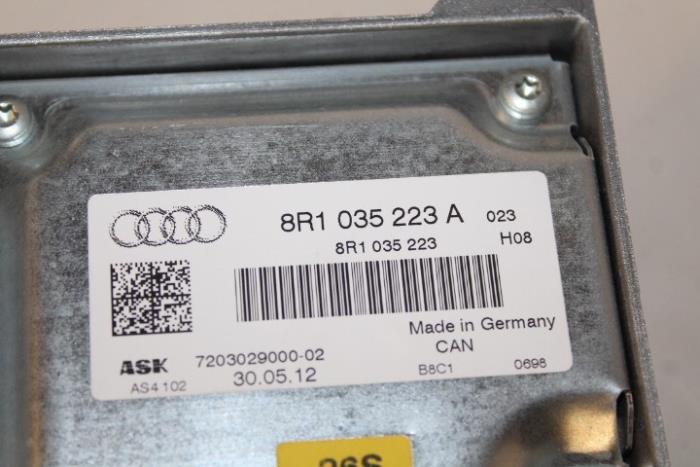 8R1 035 223 A 023
8R1 035 223 H08
Made in Germany
CAN
ASK 7203029000-02
AS4 102 30.05.12 B8C1 0698